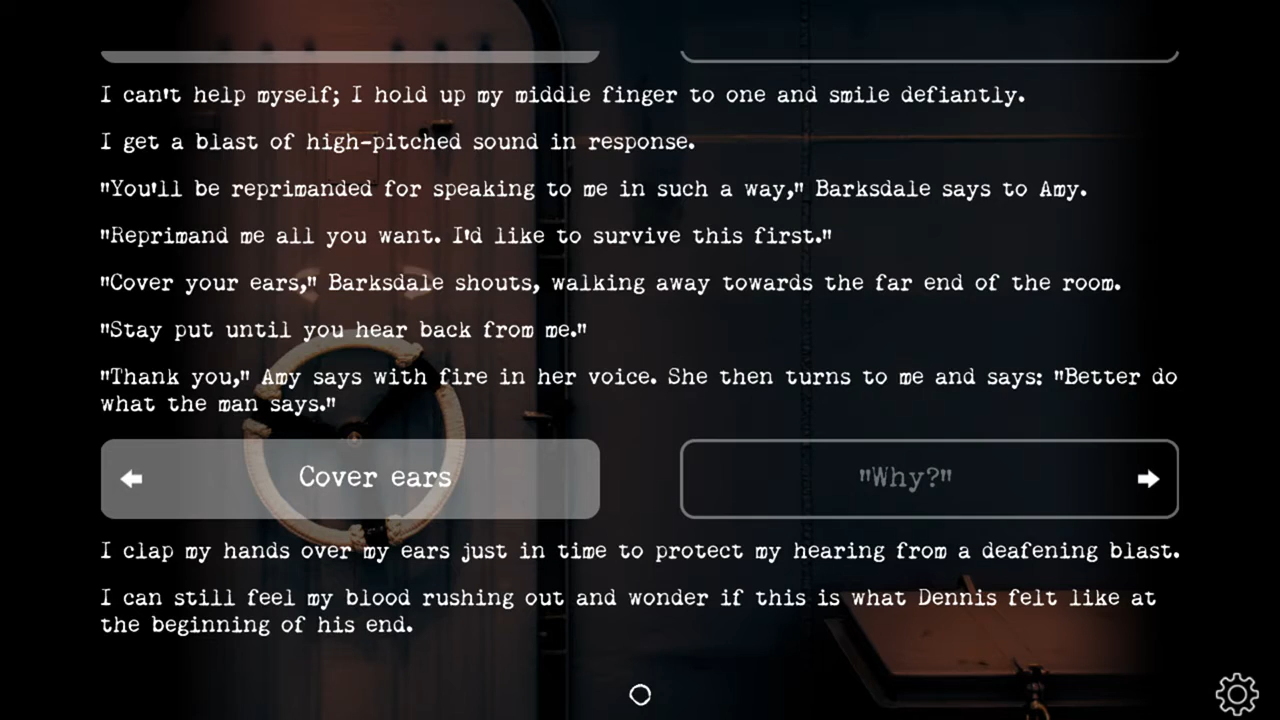 I can't help myself; I hold up my middle finger to one and smile defiantly.
I get a blast of high-pitched sound in response.
"You'll be reprimanded for speaking to me in such a way," Barksdale says to Amy.
"Reprimand me all you want. I'd like to survive this first."
"Cover your ears," Barksdale shouts, walking away towards the far end of the room.
"Stay put until you hear back from me."
"Thank you," Amy says with fire in her voice. She then turns to me and says: "Better do
what the man says."
Cover ears
"Why?"
I clap my hands over my ears just in time to protect my hearing from a deafening blast.
I can still feel my blood rushing out and wonder if this is what Dennis felt like at
the beginning of his end.